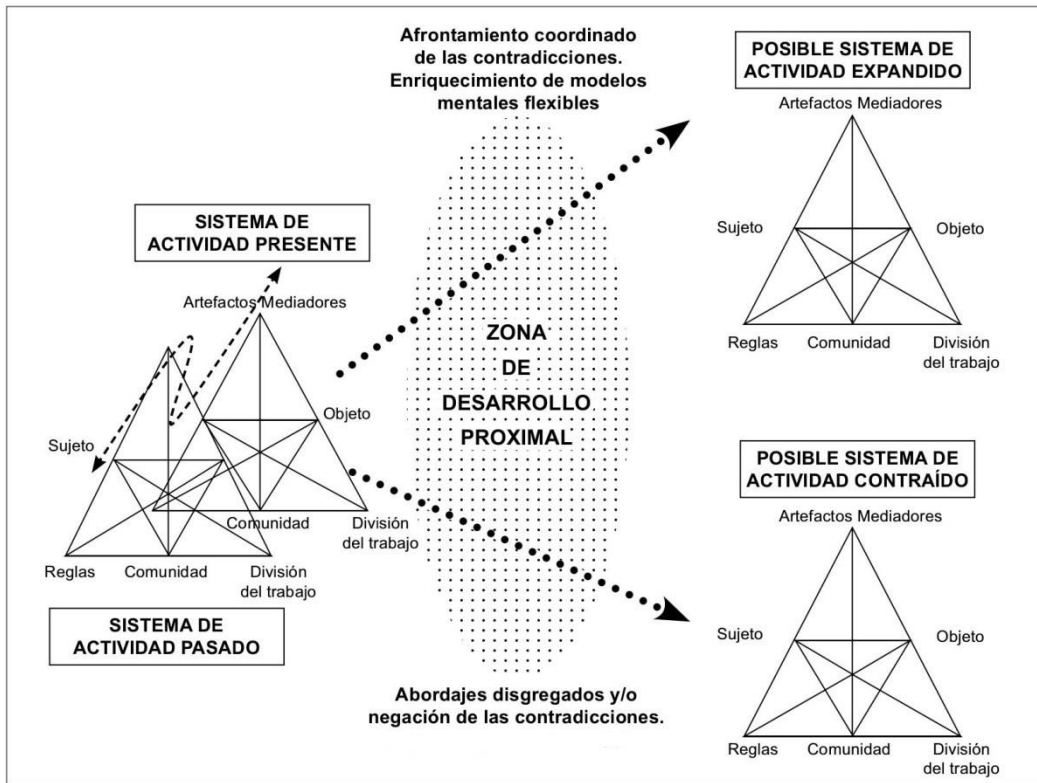 Afrontamiento coordinado
de las contradicciones.
Enriquecimiento de modelos
mentales flexibles
POSIBLE SISTEMA DE
ACTIVIDAD EXPANDIDO
Artefactos Mediadores
Sujeto
Objeto
Reglas
Comunidad
División
del trabajo
SISTEMA DE
ACTIVIDAD PRESENTE
Artefactos Mediadores
Sujeto
Objeto
Comunidad
División
del trabajo
Reglas
Comunidad
División
del trabajo
SISTEMA DE
ACTIVIDAD PASADO
ZONA
DE
DESARROLLO
PROXIMAL
POSIBLE SISTEMA DE
ACTIVIDAD CONTRAÍDO
Artefactos Mediadores
Sujeto
Objeto
Reglas
Comunidad
División
del trabajo
Abordajes disgregados y/o
negación de las contradicciones.